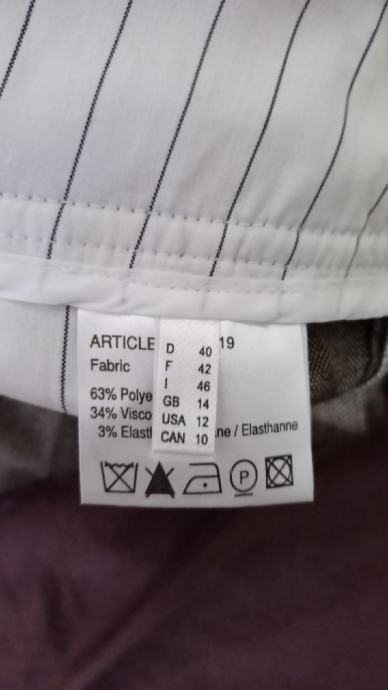 ARTICLE 19
Fabric
63% Polye
34% Visco
3% Elast ne / Elasthanne
D 40
F 42
I 46
GB 14
USA 12
CAN 10
P